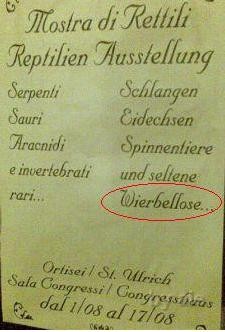 Mostra di Rettili
Reptilien Ausstellung
Serpenti
Sauri
Aracnidi
e invertebrati
rari...
Schlangen
Eidechsen
Spinnentiere
und seltene
Wierbellose...
Ortisei / St. Ulrich
Sala Congressi / Congresshaus
dal 1/08 al 17/08